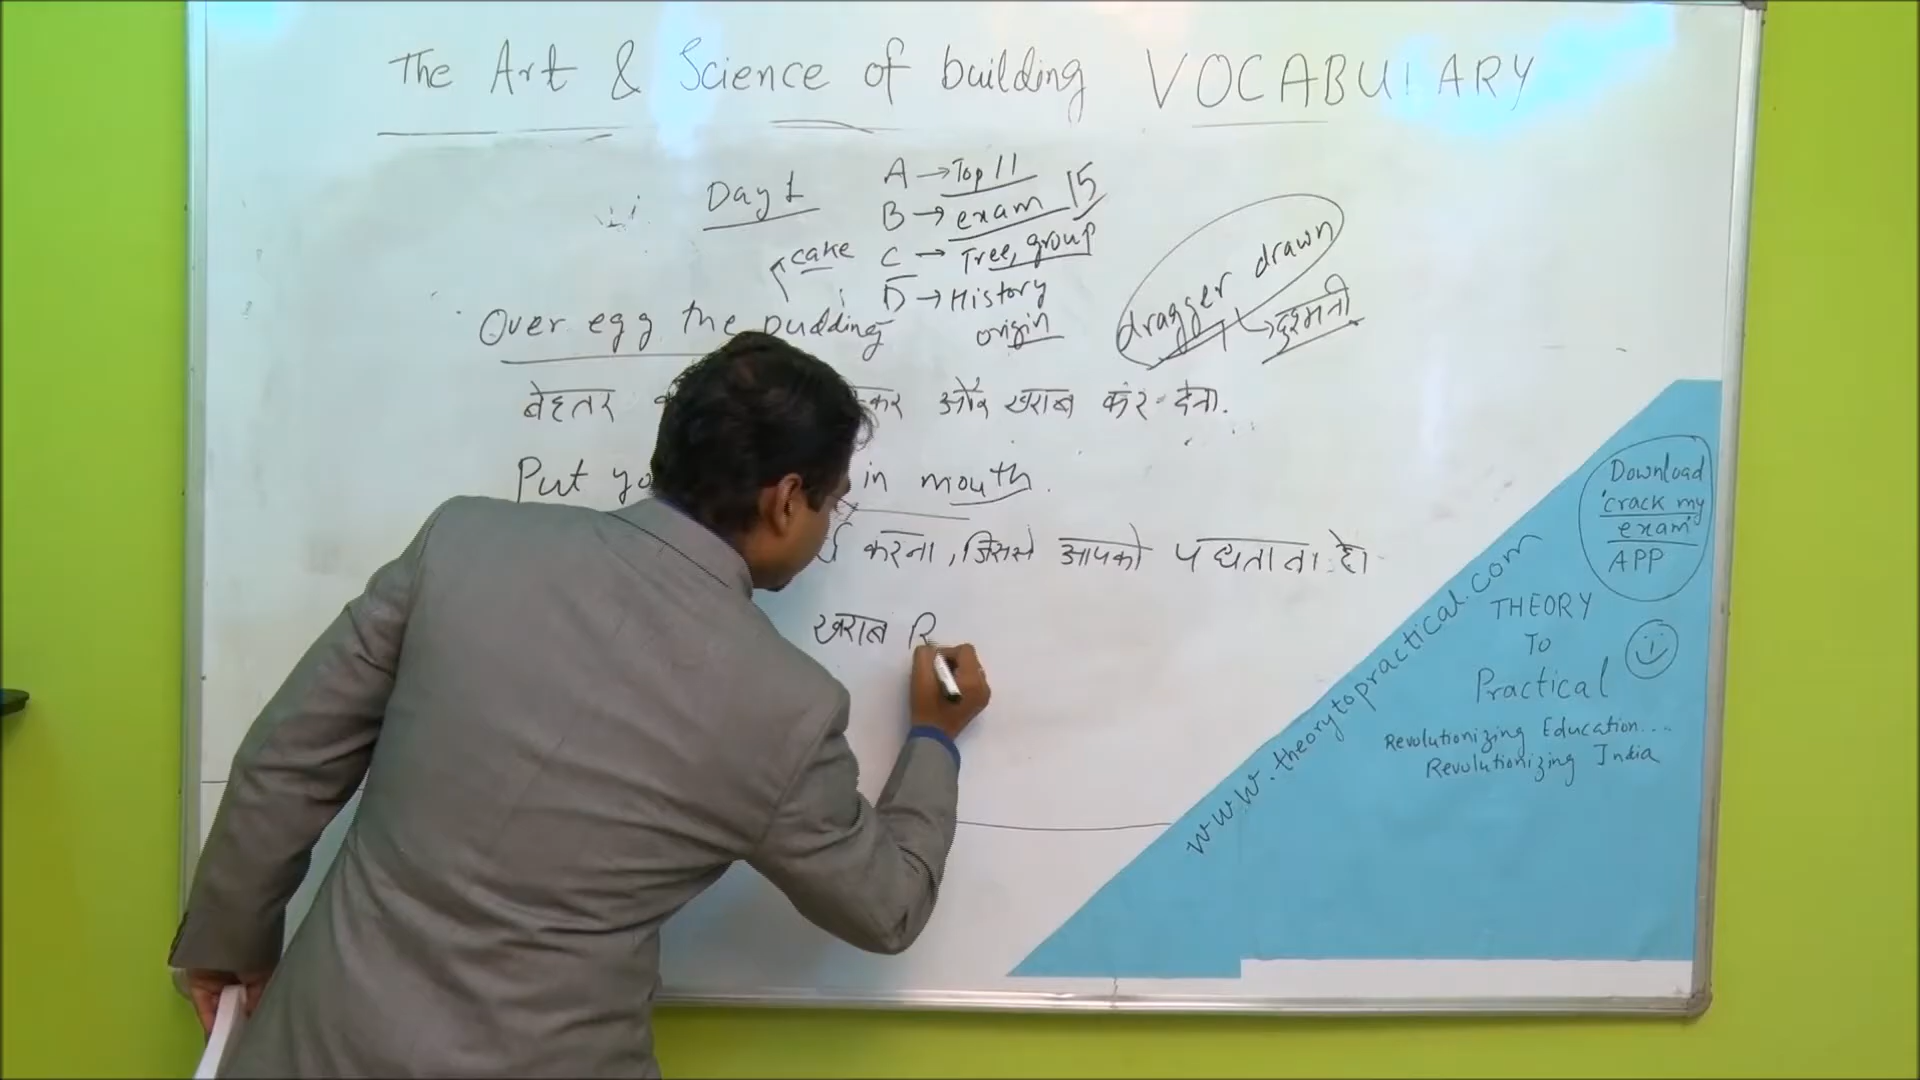 The Art & Science of building VOCABULARY
Day 1
A → Top 11
B → exam 15
C → Tree, group
D → History
origin
cake
Over egg the pudding
dragger drawn
दुश्मनी
बेहतर कर और खराब कर देना.
Put in mouth.
करना, जिससे आपको पछताना हो
खराब
Download
'crack my
exam'
APP
www.theorytopractical.com
THEORY
To
Practical
Revolutionizing Education....
Revolutionizing India